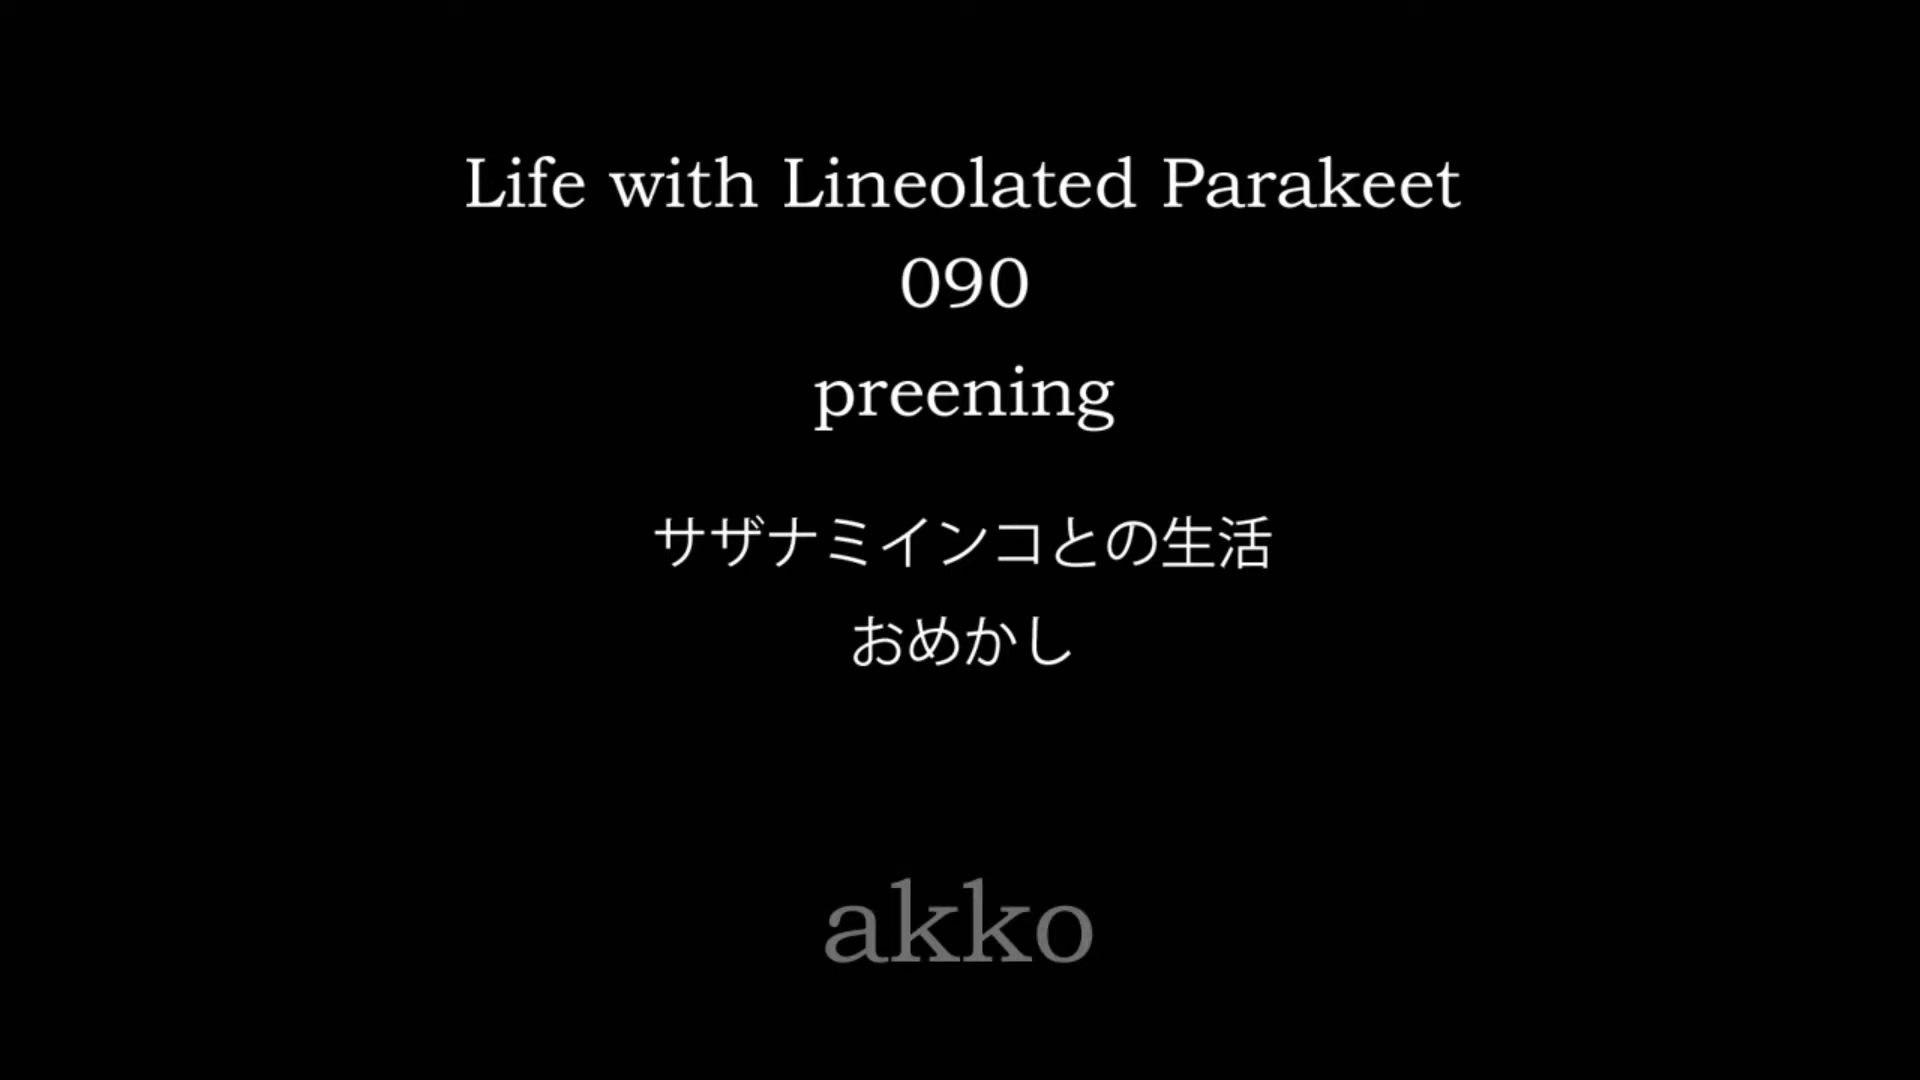 Life with Lineolated Parakeet
090
preening
サザナミインコとの生活
おめかし
akko